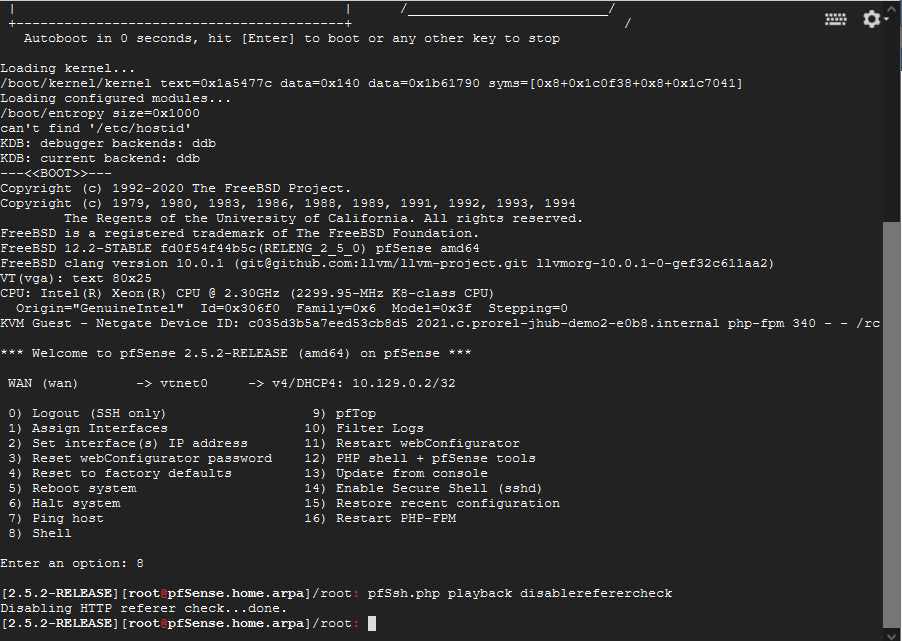 |                                         |      /_________________________/
+-----------------------------------------+                                  /
   Autoboot in 0 seconds, hit [Enter] to boot or any other key to stop
Loading kernel...
/boot/kernel/kernel text=0x1a5477c data=0x140 data=0x1b61790 syms=[0x8+0x1c0f38+0x8+0x1c7041]
Loading configured modules...
/boot/entropy size=0x1000
can't find '/etc/hostid'
KDB: debugger backends: ddb
KDB: current backend: ddb
---<<BOOT>>---
Copyright (c) 1992-2020 The FreeBSD Project.
Copyright (c) 1979, 1980, 1983, 1986, 1988, 1989, 1991, 1992, 1993, 1994
        The Regents of the University of California. All rights reserved.
FreeBSD is a registered trademark of The FreeBSD Foundation.
FreeBSD 12.2-STABLE fd0f54f44b5c(RELENG_2_5_0) pfSense amd64
FreeBSD clang version 10.0.1 (git@github.com:llvm/llvm-project.git llvmorg-10.0.1-0-gef32c611aa2)
VT(vga): text 80x25
CPU: Intel(R) Xeon(R) CPU @ 2.30GHz (2299.95-MHz K8-class CPU)
  Origin="GenuineIntel"  Id=0x306f0  Family=0x6  Model=0x3f  Stepping=0
KVM Guest - Netgate Device ID: c035d3b5a7eed53cb8d5 2021.c.prorel-jhub-demo2-e0b8.internal php-fpm 340 - - /rc
*** Welcome to pfSense 2.5.2-RELEASE (amd64) on pfSense ***
 WAN (wan)       -> vtnet0     -> v4/DHCP4: 10.129.0.2/32
 0) Logout (SSH only)                  9) pfTop
 1) Assign Interfaces                 10) Filter Logs
 2) Set interface(s) IP address       11) Restart webConfigurator
 3) Reset webConfigurator password    12) PHP shell + pfSense tools
 4) Reset to factory defaults         13) Update from console
 5) Reboot system                     14) Enable Secure Shell (sshd)
 6) Halt system                       15) Restore recent configuration
 7) Ping host                         16) Restart PHP-FPM
 8) Shell
Enter an option: 8
[2.5.2-RELEASE][root@pfSense.home.arpa]/root: pfSsh.php playback disablereferercheck
Disabling HTTP referer check...done.
[2.5.2-RELEASE][root@pfSense.home.arpa]/root: